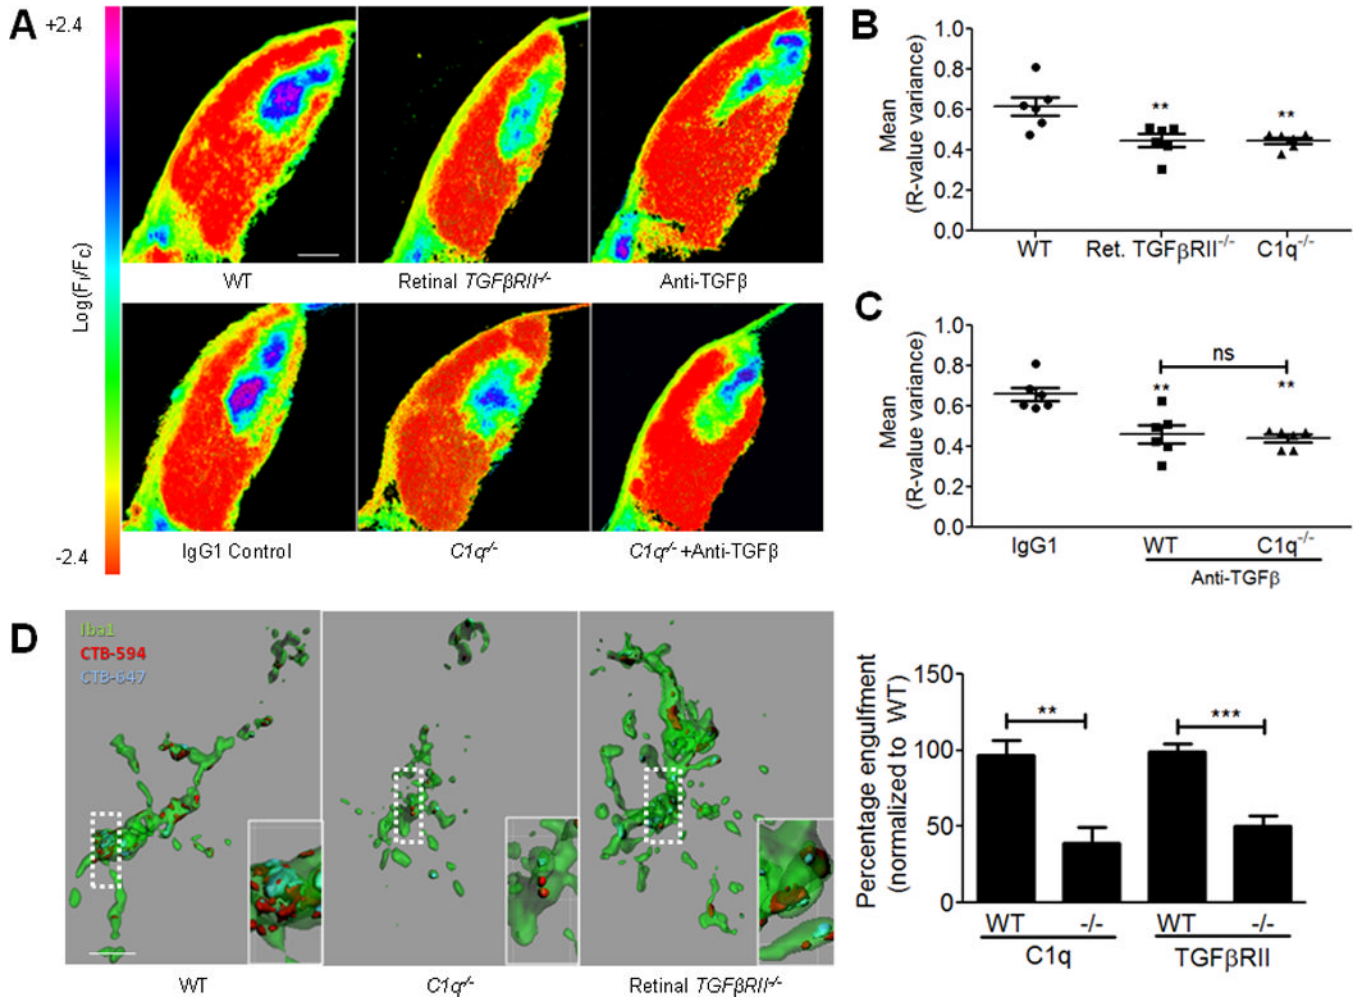 A
+2.4
Log(FI/FC)
-2.4
WT
Retinal TGFβRII-/-
Anti-TGFβ
IgG1 Control
C1q-/-
C1q-/- +Anti-TGFβ
B
Mean
(R-value variance)
1.0
0.8
0.6
0.4
0.2
0.0
**
**
WT
Ret. TGFβRII-/-
C1q-/-
C
Mean
(R-value variance)
1.0
0.8
0.6
0.4
0.2
0.0
ns
**
**
IgG1
WT
C1q-/-
Anti-TGFβ
D
Iba1
CTB-594
CTB-647
WT
C1q-/-
Retinal TGFβRII-/-
Percentage engulfment
(normalized to WT)
150
100
50
0
**
***
WT
-/-
WT
-/-
C1q
TGFβRII